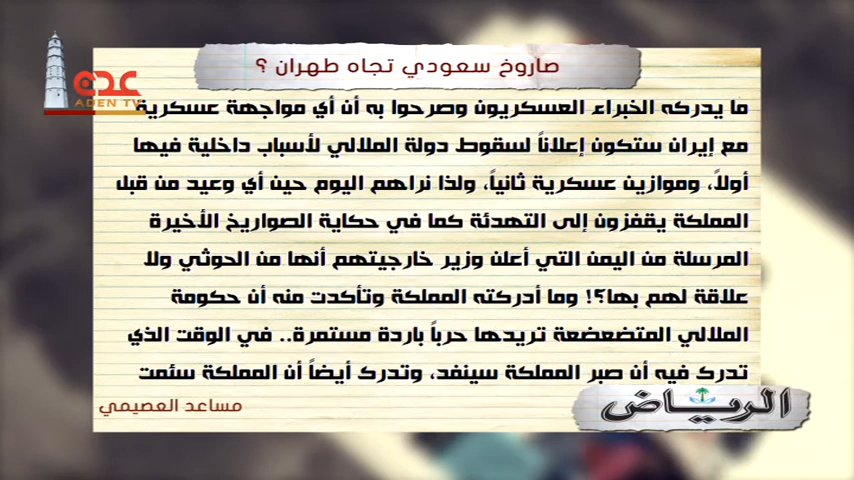 صاروخ سعودي تجاه طهران ؟
ADEN TV
ما يدركه الخبراء العسكريون وصرحوا به أن أي مواجهة عسكرية
مع إيران ستكون إعلاناً لسقوط دولة الملالي لأسباب داخلية فيها
أولاً، وموازين عسكرية ثانياً، ولذا نراهم اليوم حين أي وعيد من قبل
المملكة يقفزون إلى التهدئة كما في حكاية الصواريخ الأخيرة
المرسلة من اليمن التي أعلن وزير خارجيتهم أنها من الحوثي ولا
علاقة لهم بها؟! وما أدركته المملكة وتأكدت منه أن حكومة
الملالي المتضعضعة تريدها حرباً باردة مستمرة.. في الوقت الذي
تدرك فيه أن صبر المملكة سينفد، وتدرك أيضاً أن المملكة سئمت
مساعد العصيمي
الرياض